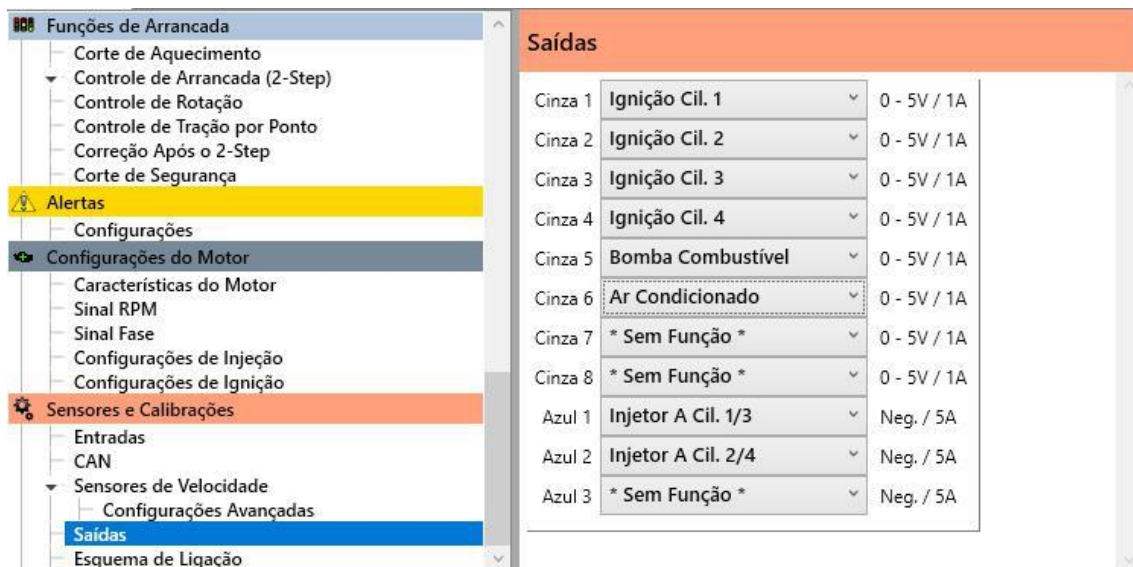 Funções de Arrancada
Corte de Aquecimento
Controle de Arrancada (2-Step)
Controle de Rotação
Controle de Tração por Ponto
Correção Após o 2-Step
Corte de Segurança
Alertas
Configurações
Configurações do Motor
Características do Motor
Sinal RPM
Sinal Fase
Configurações de Injeção
Configurações de Ignição
Sensores e Calibrações
Entradas
CAN
Sensores de Velocidade
Configurações Avançadas
Saídas
Esquema de Ligação
Saídas
Cinza 1 Ignição Cil. 1 0 - 5V / 1A
Cinza 2 Ignição Cil. 2 0 - 5V / 1A
Cinza 3 Ignição Cil. 3 0 - 5V / 1A
Cinza 4 Ignição Cil. 4 0 - 5V / 1A
Cinza 5 Bomba Combustível 0 - 5V / 1A
Cinza 6 Ar Condicionado 0 - 5V / 1A
Cinza 7 * Sem Função * 0 - 5V / 1A
Cinza 8 * Sem Função * 0 - 5V / 1A
Azul 1 Injetor A Cil. 1/3 Neg. / 5A
Azul 2 Injetor A Cil. 2/4 Neg. / 5A
Azul 3 * Sem Função * Neg. / 5A